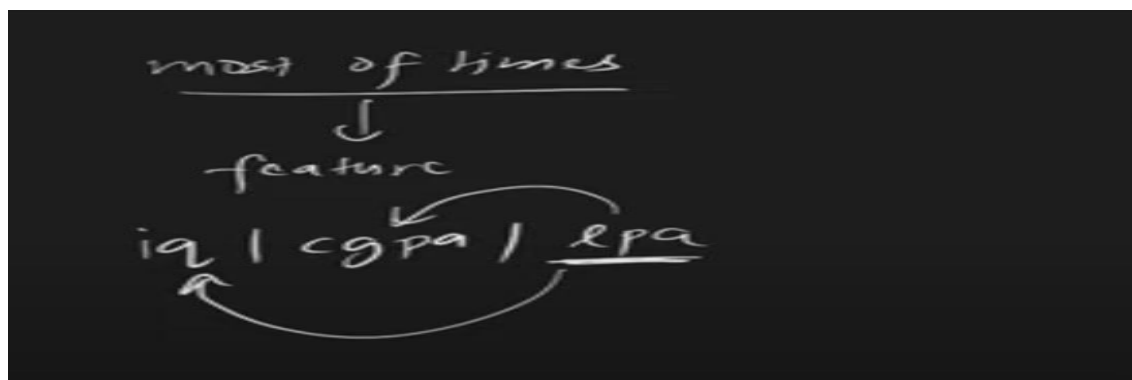 most of times
feature
iq | cgpa | lpa